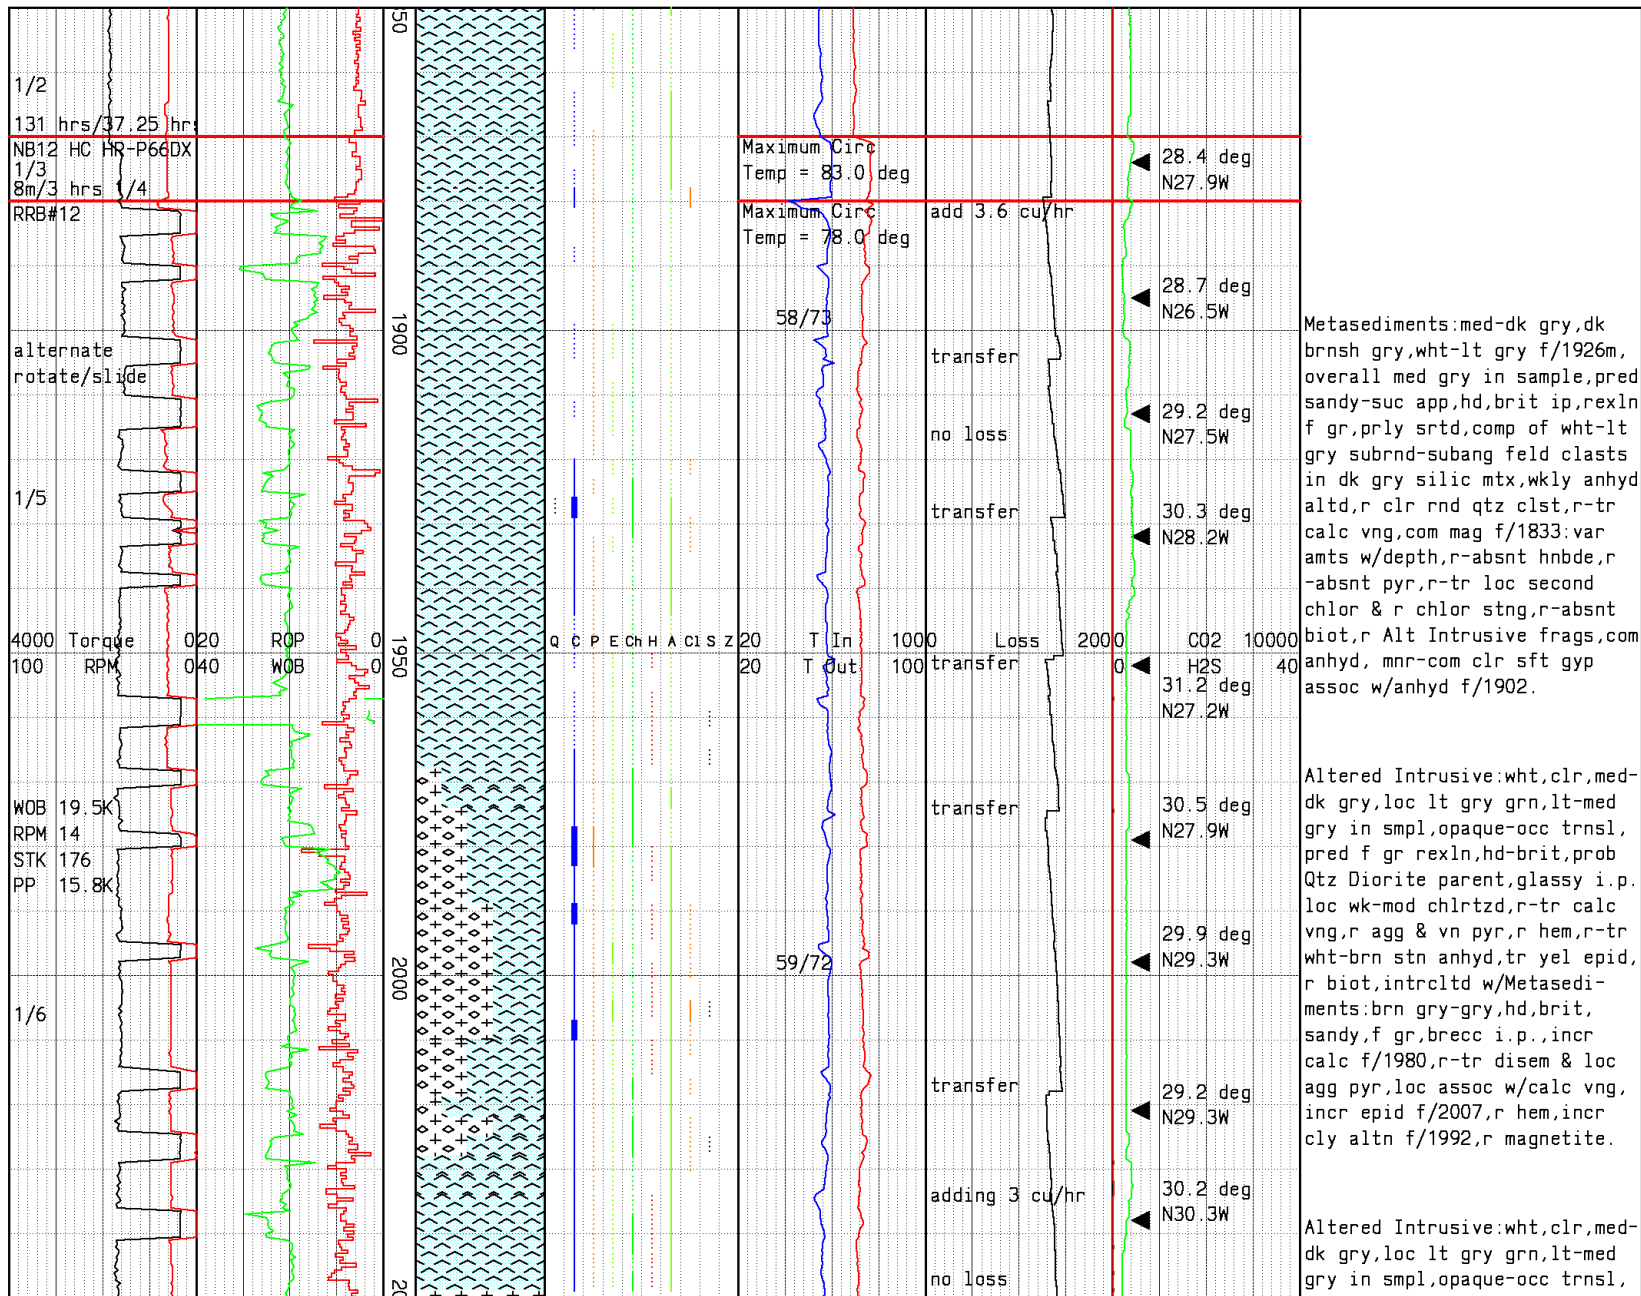 1/2
131 hrs/37.25 hr
NB12 HC HR-P66DX
1/3
8m/3 hrs 1/4
RRB#12
alternate
rotate/slide
1/5
4000 Torque 0
100 RPM 0
WOB 19.5K
RPM 14
STK 176
PP 15.8K
1/6
20 ROP 0
40 WOB 0
50
1900
1950
2000
20
Q C P E Ch H A Cl S Z
Maximum Circ
Temp = 83.0 deg
Maximum Circ
Temp = 78.0 deg
58/73
20 T In 100
20 T Out 100
59/72
add 3.6 cu/hr
transfer
no loss
transfer
0 Loss 200
transfer
transfer
transfer
adding 3 cu/hr
no loss
28.4 deg
N27.9W
28.7 deg
N26.5W
29.2 deg
N27.5W
30.3 deg
N28.2W
0 CO2 10000
0 H2S 40
31.2 deg
N27.2W
30.5 deg
N27.9W
29.9 deg
N29.3W
29.2 deg
N29.3W
30.2 deg
N30.3W
Metasediments:med-dk gry,dk
brnsh gry,wht-lt gry f/1926m,
overall med gry in sample,pred
sandy-suc app,hd,brit ip,rexln
f gr,prly srtd,comp of wht-lt
gry subrnd-subang feld clasts
in dk gry silic mtx,wkly anhyd
altd,r clr rnd qtz clst,r-tr
calc vng,com mag f/1833:var
amts w/depth,r-absnt hnbde,r
-absnt pyr,r-tr loc second
chlor & r chlor stng,r-absnt
biot,r Alt Intrusive frags,com
anhyd, mnr-com clr sft gyp
assoc w/anhyd f/1902.
Altered Intrusive:wht,clr,med-
dk gry,loc lt gry grn,lt-med
gry in smpl,opaque-occ trnsl,
pred f gr rexln,hd-brit,prob
Qtz Diorite parent,glassy i.p.
loc wk-mod chlrtzd,r-tr calc
vng,r agg & vn pyr,r hem,r-tr
wht-brn stn anhyd,tr yel epid,
r biot,intrcltd w/Metasedi-
ments:brn gry-gry,hd,brit,
sandy,f gr,brecc i.p.,incr
calc f/1980,r-tr disem & loc
agg pyr,loc assoc w/calc vng,
incr epid f/2007,r hem,incr
cly altn f/1992,r magnetite.
Altered Intrusive:wht,clr,med-
dk gry,loc lt gry grn,lt-med
gry in smpl,opaque-occ trnsl,